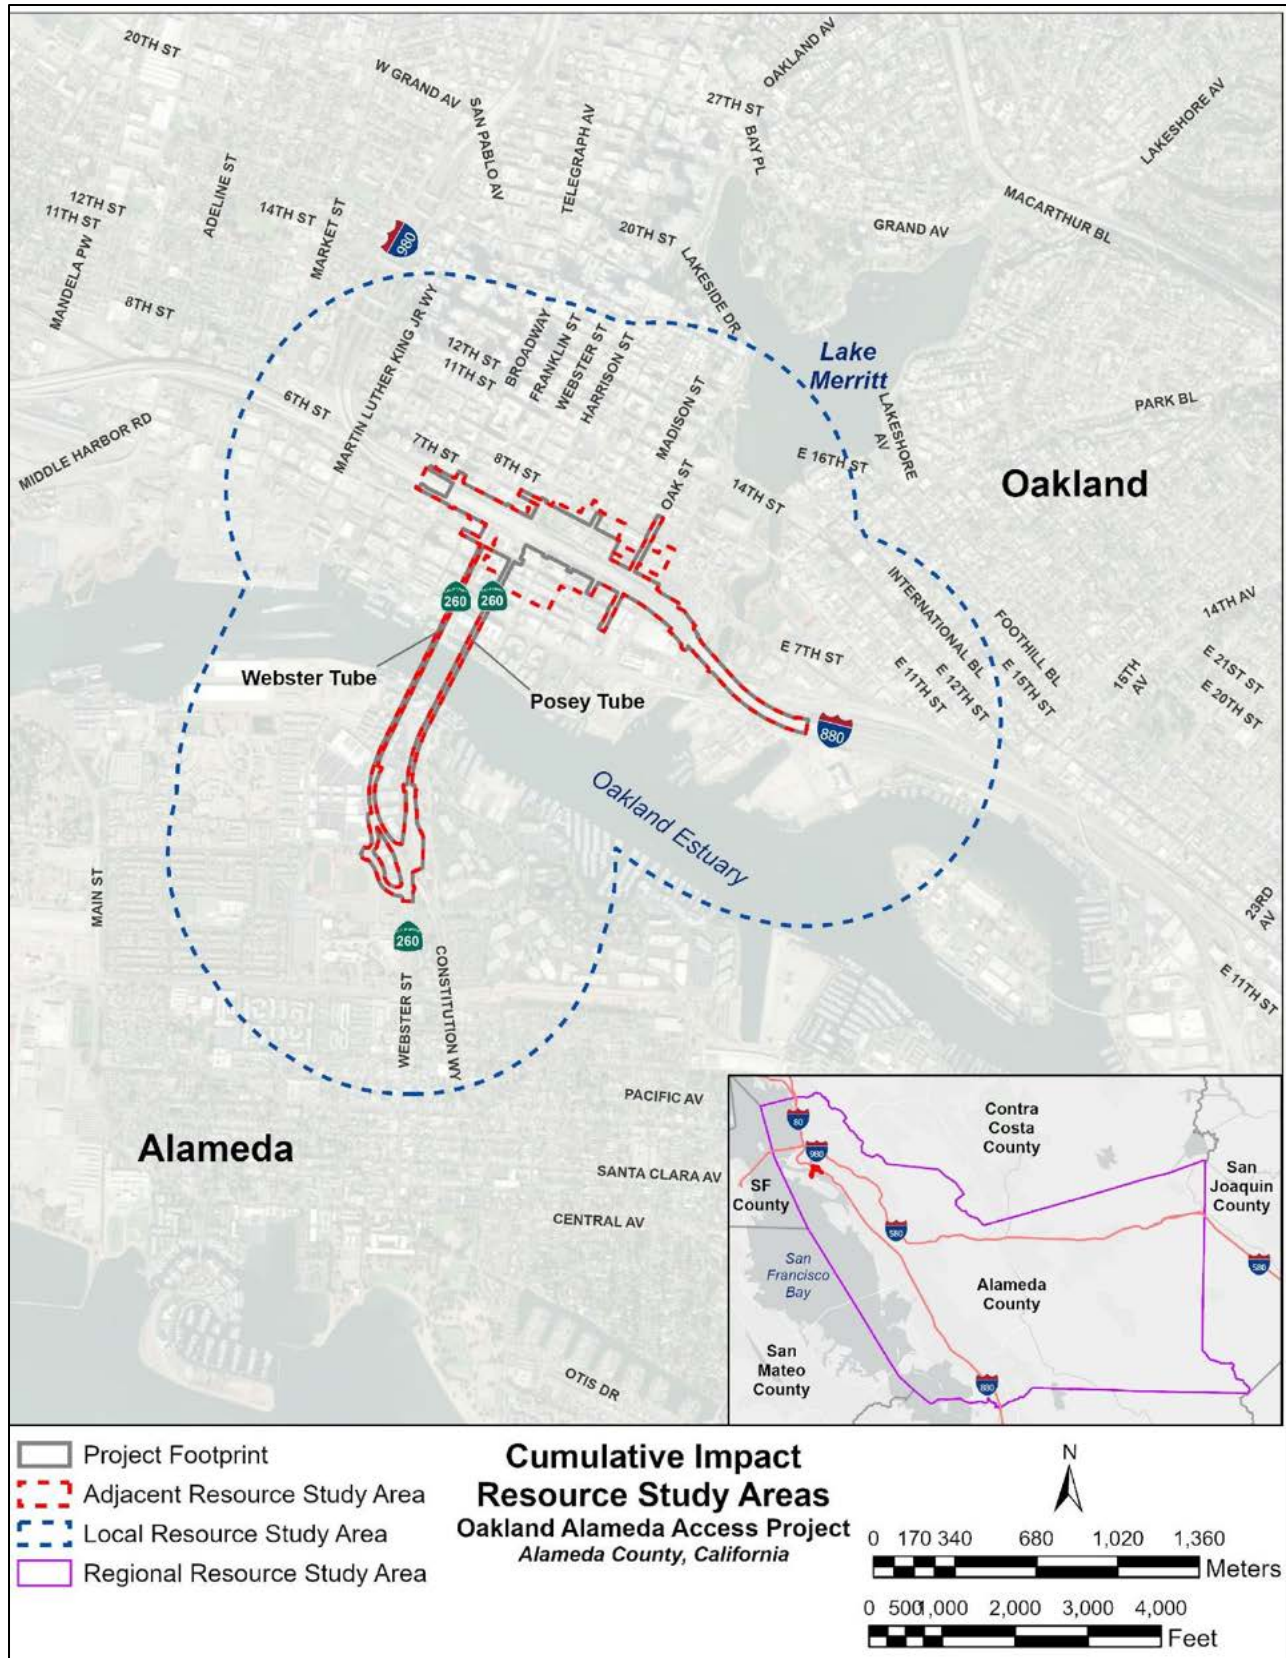 20TH ST
W GRAND AV
SAN PABLO AV
TELEGRAPH AV
OAKLAND AV
27TH ST
BAY PL
LAKESHORE AV
MACARTHUR BL
GRAND AV
12TH ST
11TH ST
MANDELA PW
ADELINE ST
14TH ST
MARKET ST
980
20TH ST
LAKESIDE DR
8TH ST
MARTIN LUTHER KING JR WY
12TH ST
11TH ST
BROADWAY
FRANKLIN ST
WEBSTER ST
HARRISON ST
Lake
Merritt
6TH ST
MADISON ST
LAKESHORE
AV
PARK BL
MIDDLE HARBOR RD
7TH ST
8TH ST
OAK ST
14TH ST
E 16TH ST
Oakland
260
260
INTERNATIONAL BL
FOOTHILL BL
14TH AV
E 7TH ST
E 11TH ST
E 12TH ST
E 15TH ST
15TH
AV
E 21ST ST
E 20TH ST
Webster Tube
Posey Tube
880
Oakland Estuary
MAIN ST
260
WEBSTER ST
CONSTITUTION WY
23RD
AV
E 11TH ST
PACIFIC AV
Alameda
SANTA CLARA AV
CENTRAL AV
OTIS DR
80
Contra
Costa
County
980
SF
County
San
Joaquin
County
580
580
San
Francisco
Bay
Alameda
County
San
Mateo
County
880
Project Footprint
Adjacent Resource Study Area
Local Resource Study Area
Regional Resource Study Area
Cumulative Impact
Resource Study Areas
Oakland Alameda Access Project
Alameda County, California
N
0 170 340 680 1,020 1,360
Meters
0 500 1,000 2,000 3,000 4,000
Feet